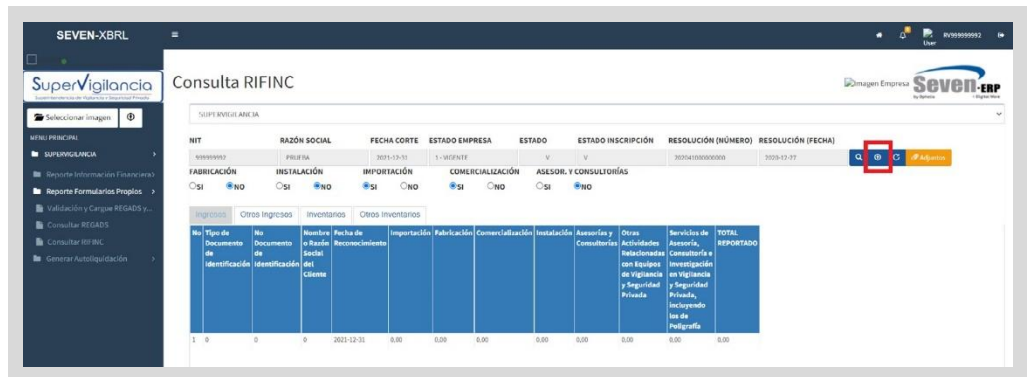 SEVEN-XBRL
User
RV999999992
SuperVigilancia
Superintendencia de Vigilancia y Seguridad Privada
Consulta RIFINC
Imagen Empresa
Seven-ERP
Seleccionar imagen
SUPERVIGILANCIA
MENU PRINCIPAL
SUPERVIGILANCIA
Reporte Información Financiera
Reporte Formularios Propios
Validación y Cargue REGADS y...
Consultar REGADS
Consultar RIFINC
Generar Autoliquidación
NIT RAZÓN SOCIAL FECHA CORTE ESTADO EMPRESA ESTADO ESTADO INSCRIPCIÓN RESOLUCIÓN (NÚMERO) RESOLUCIÓN (FECHA)
999999992 PRUEBA 2021-12-31 1 - VIGENTE V V 2020-12-27 Adjuntos
FABRICACIÓN INSTALACIÓN IMPORTACIÓN COMERCIALIZACIÓN ASESOR. Y CONSULTORÍAS
SI NO SI NO SI NO SI NO SI NO
Ingresos Otros Ingresos Inventarios Otros Inventarios
No Tipo de Documento de Identificación No Documento de Identificación Nombre o Razón Social del Cliente Fecha de Reconocimiento Importación Fabricación Comercialización Instalación Asesorías y Consultorías Otras Actividades Relacionadas con Equipos de Vigilancia y Seguridad Privada Servicios de Asesoría, Consultoría e Investigación en Vigilancia y Seguridad Privada, incluyendo los de Poligrafía TOTAL REPORTADO
1 0 0 0 2021-12-31 0,00 0,00 0,00 0,00 0,00 0,00 0,00 0,00